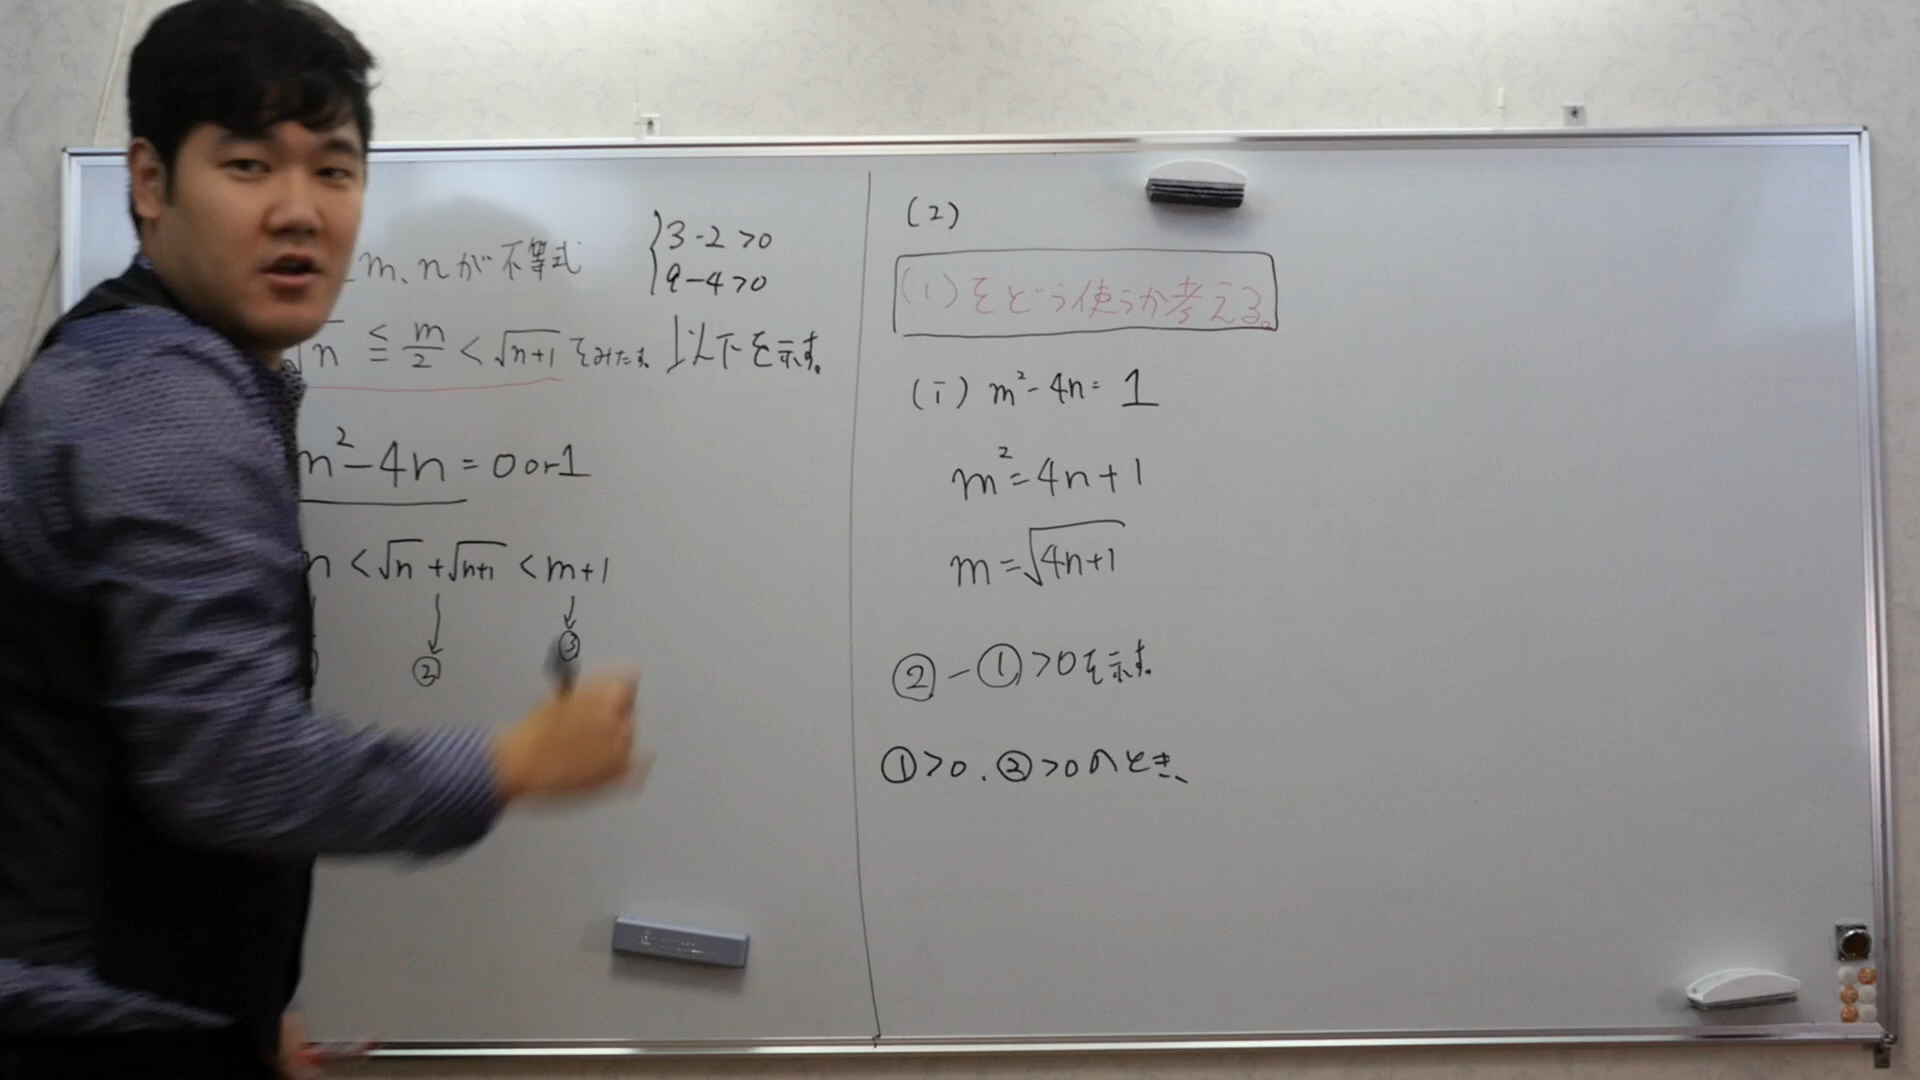 m、nが不等式
√n ≦ m/2 < √n+1 をみたす
m²-4n = 0 or 1
< √n + √n+1 < m+1
②
③
3-2>0
9-4>0
以下を示す。
(2)
(1)をどう使うか考える。
(i) m²-4n= 1
m²=4n+1
m=√4n+1
②-①>0を示す。
①>0.②>0のとき、